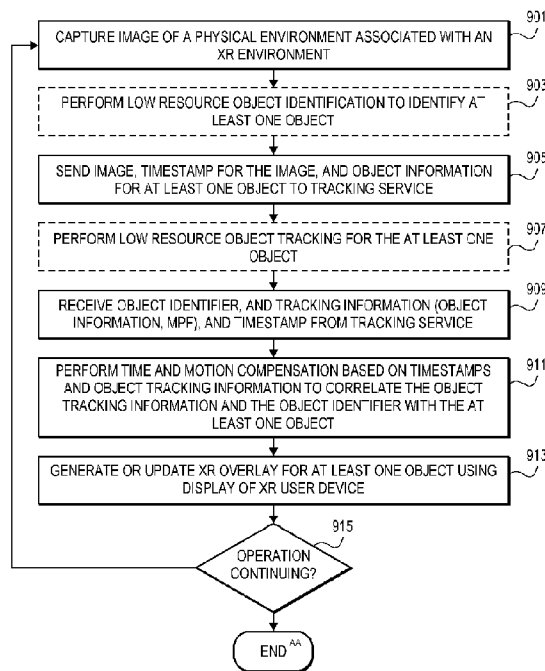 901
CAPTURE IMAGE OF A PHYSICAL ENVIRONMENT ASSOCIATED WITH AN
XR ENVIRONMENT
903
PERFORM LOW RESOURCE OBJECT IDENTIFICATION TO IDENTIFY AT
LEAST ONE OBJECT
905
SEND IMAGE, TIMESTAMP FOR THE IMAGE, AND OBJECT INFORMATION
FOR AT LEAST ONE OBJECT TO TRACKING SERVICE
907
PERFORM LOW RESOURCE OBJECT TRACKING FOR THE AT LEAST ONE
OBJECT
909
RECEIVE OBJECT IDENTIFIER, AND TRACKING INFORMATION (OBJECT
INFORMATION, MPF), AND TIMESTAMP FROM TRACKING SERVICE
911
PERFORM TIME AND MOTION COMPENSATION BASED ON TIMESTAMPS
AND OBJECT TRACKING INFORMATION TO CORRELATE THE OBJECT
TRACKING INFORMATION AND THE OBJECT IDENTIFIER WITH THE AT
LEAST ONE OBJECT
913
GENERATE OR UPDATE XR OVERLAY FOR AT LEAST ONE OBJECT USING
DISPLAY OF XR USER DEVICE
915
OPERATION
CONTINUING?
END AA